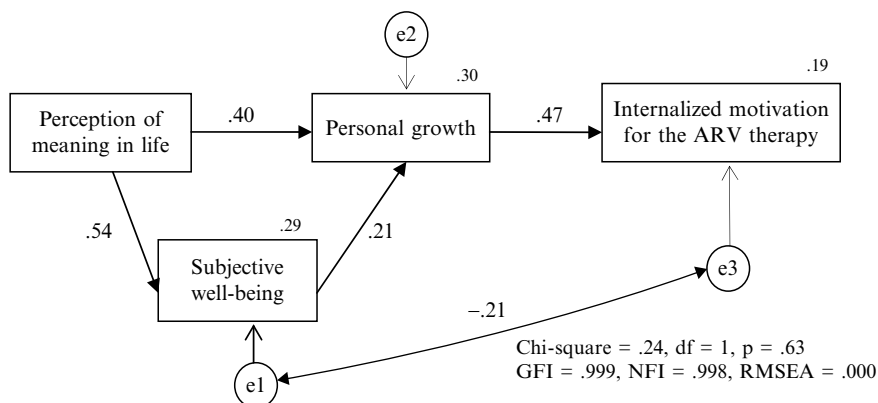 e2
.30
.19
Perception of
meaning in life
.40
Personal growth
.47
Internalized motivation
for the ARV therapy
.54
.29
.21
Subjective
well-being
e3
–.21
Chi-square = .24, df = 1, p = .63
GFI = .999, NFI = .998, RMSEA = .000
e1